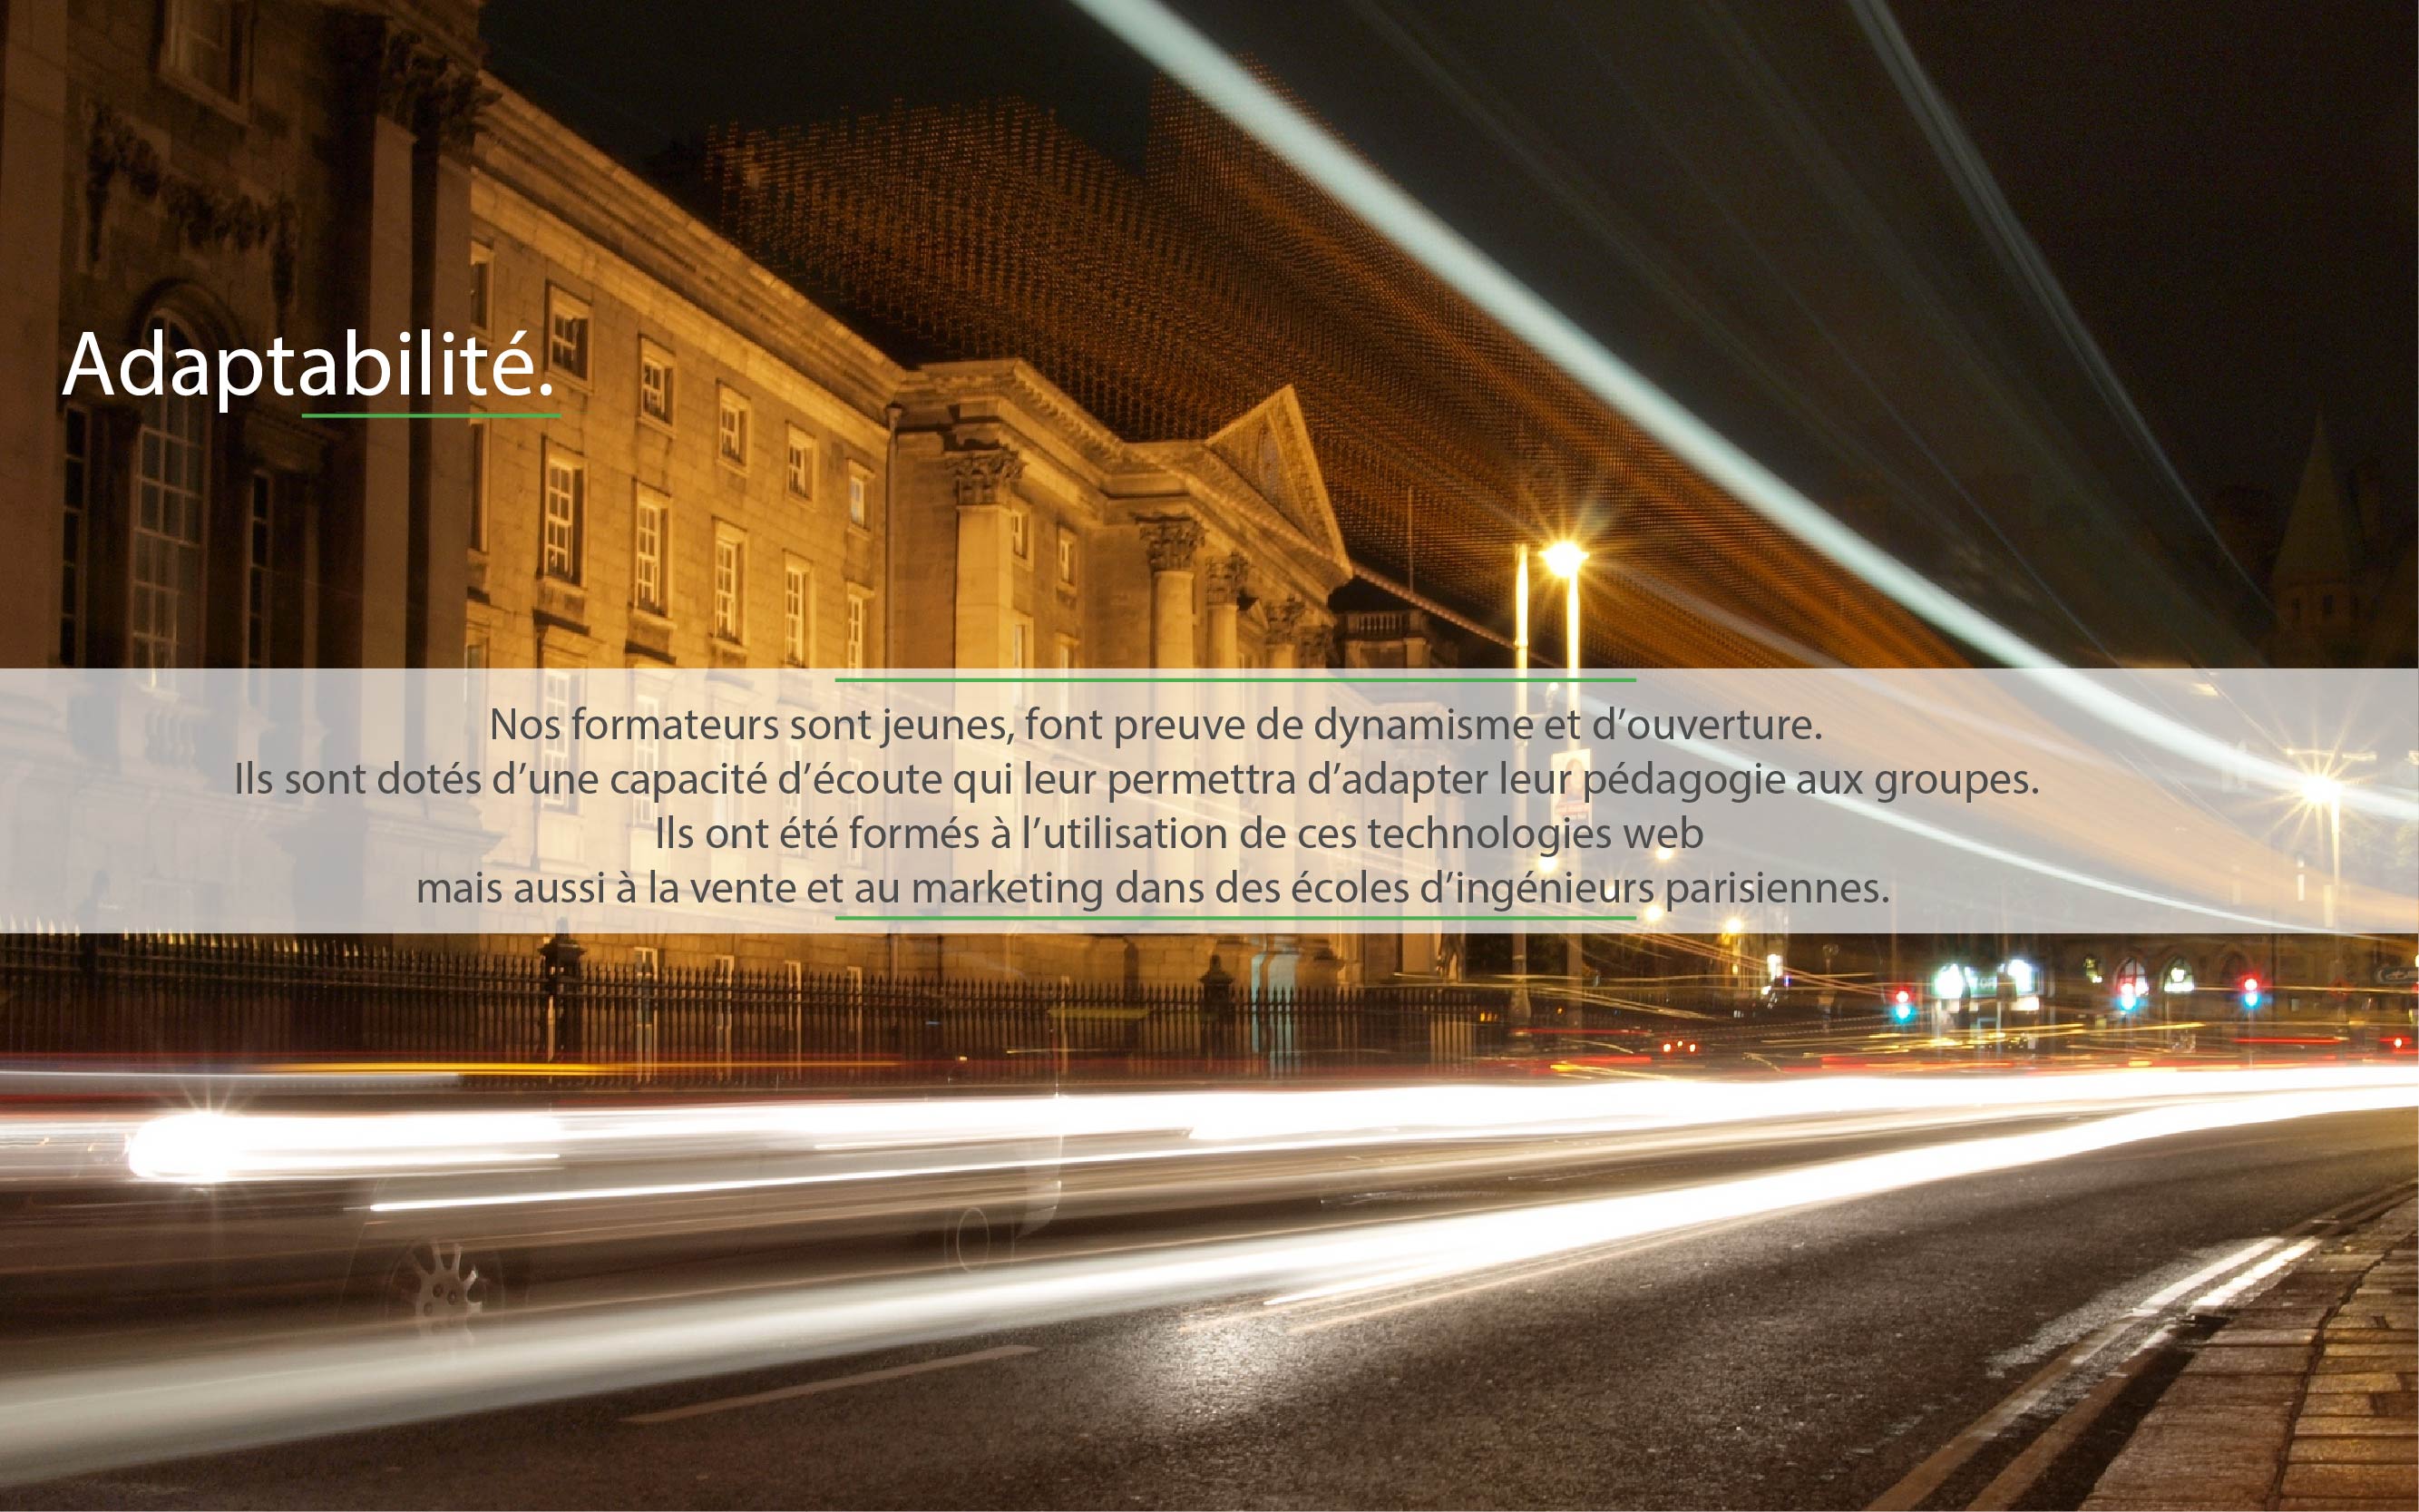 Adaptabilité.
Nos formateurs sont jeunes, font preuve de dynamisme et d’ouverture.
Ils sont dotés d’une capacité d’écoute qui leur permettra d’adapter leur pédagogie aux groupes.
Ils ont été formés à l’utilisation de ces technologies web
mais aussi à la vente et au marketing dans des écoles d’ingénieurs parisiennes.